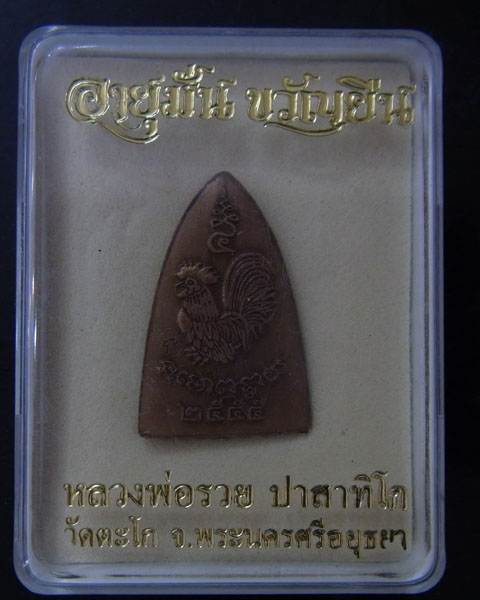 อายุมั่น ขวัญยืน
๒๕๕๕
หลวงพ่อรวย ปาสาทิโก
วัดตะโก จ.พระนครศรีอยุธยา